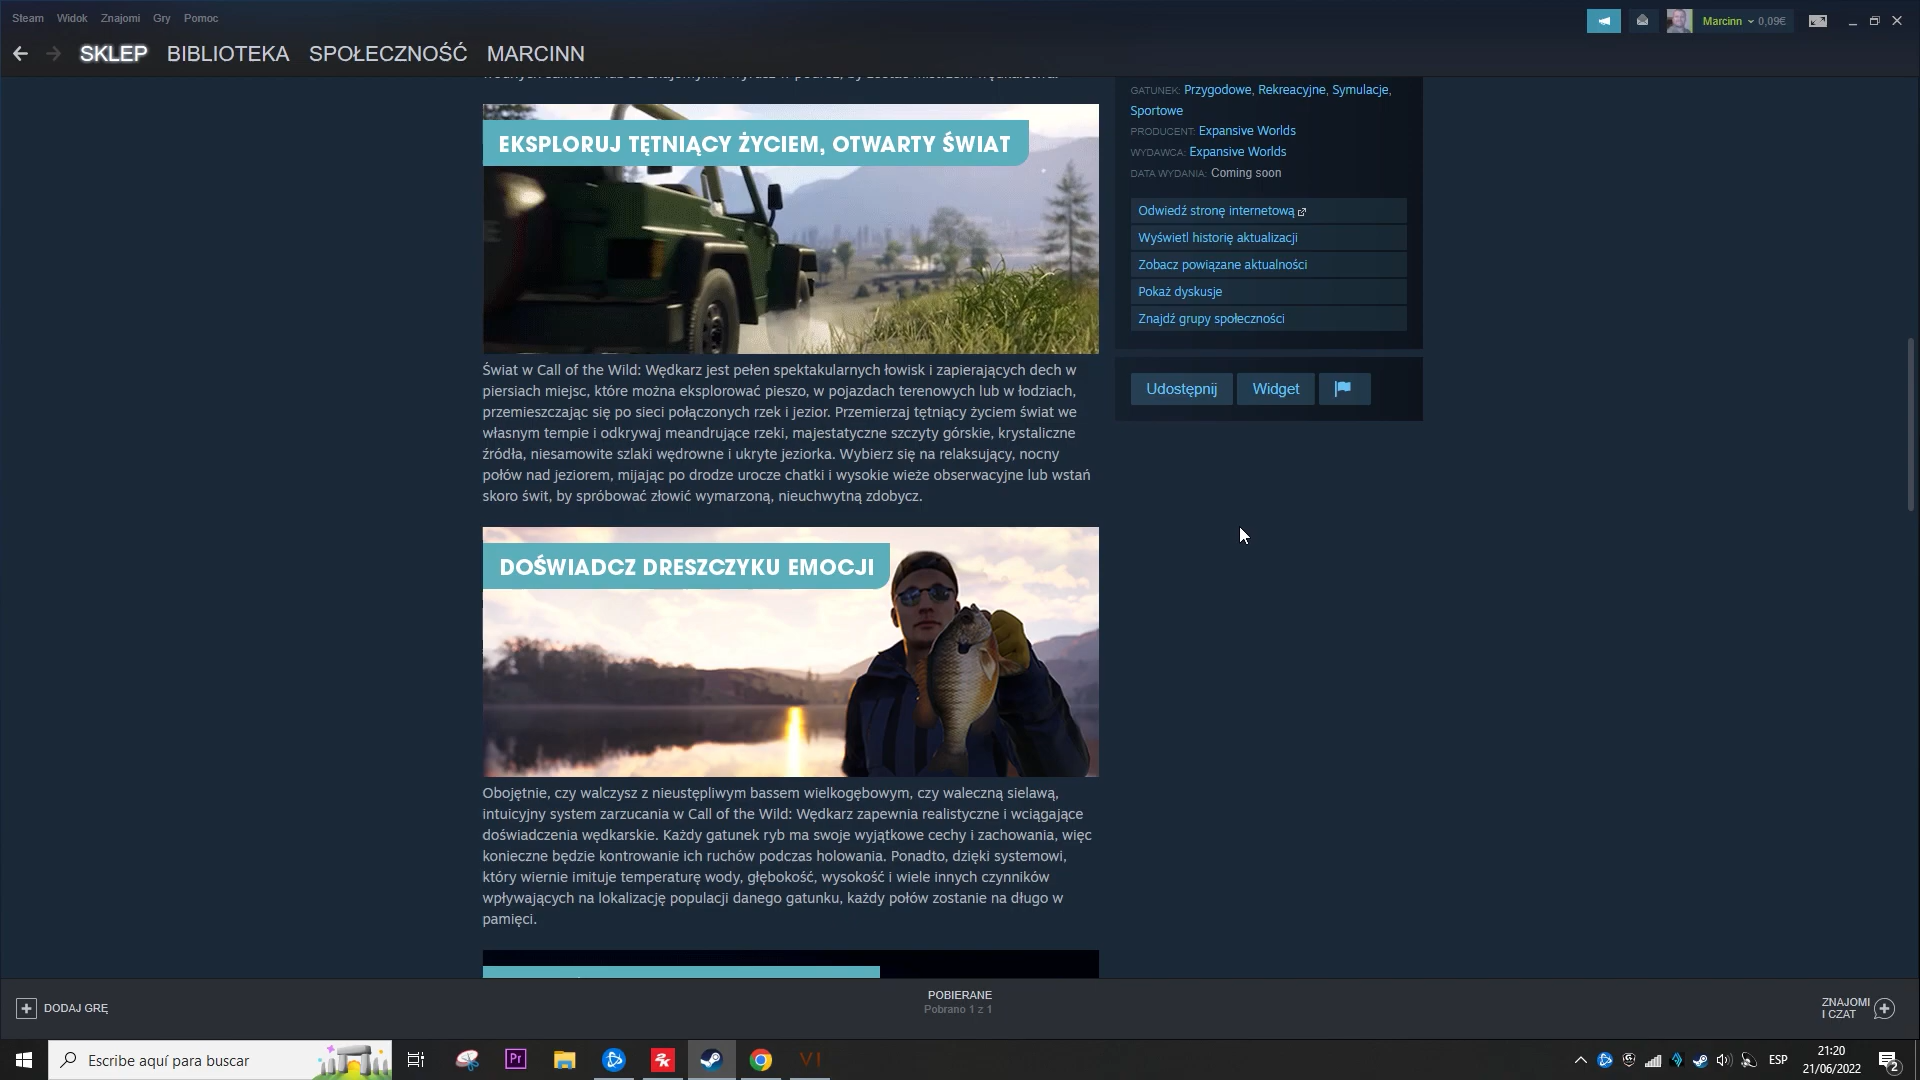 Steam Widok Znajomi Gry Pomoc
Marcinn 0,09€
SKLEP BIBLIOTEKA SPOŁECZNOŚĆ MARCINN
EKSPLORUJ TĘTNIĄCY ŻYCIEM, OTWARTY ŚWIAT
Świat w Call of the Wild: Wędkarz jest pełen spektakularnych łowisk i zapierających dech w
piersiach miejsc, które można eksplorować pieszo, w pojazdach terenowych lub w łodziach,
przemieszczając się po sieci połączonych rzek i jezior. Przemierzaj tętniący życiem świat we
własnym tempie i odkrywaj meandrujące rzeki, majestatyczne szczyty górskie, krystaliczne
źródła, niesamowite szlaki wędrowne i ukryte jeziorka. Wybierz się na relaksujący, nocny
połów nad jeziorem, mijając po drodze urocze chatki i wysokie wieże obserwacyjne lub wstań
skoro świt, by spróbować złowić wymarzoną, nieuchwytną zdobycz.
DOŚWIADCZ DRESZCZYKU EMOCJI
Obojętnie, czy walczysz z nieustępliwym bassem wielkogębowym, czy waleczną sielawą,
intuicyjny system zarzucania w Call of the Wild: Wędkarz zapewnia realistyczne i wciągające
doświadczenia wędkarskie. Każdy gatunek ryb ma swoje wyjątkowe cechy i zachowania, więc
konieczne będzie kontrowanie ich ruchów podczas holowania. Ponadto, dzięki systemowi,
który wiernie imituje temperaturę wody, głębokość, wysokość i wiele innych czynników
wpływających na lokalizację populacji danego gatunku, każdy połów zostanie na długo w
pamięci.
GATUNEK: Przygodowe, Rekreacyjne, Symulacje,
Sportowe
PRODUCENT: Expansive Worlds
WYDAWCA: Expansive Worlds
DATA WYDANIA: Coming soon
Odwiedź stronę internetową
Wyświetl historię aktualizacji
Zobacz powiązane aktualności
Pokaż dyskusje
Znajdź grupy społeczności
Udostępnij Widget
DODAJ GRĘ
POBIERANE
Pobrano 1 z 1
ZNAJOMI
I CZAT
Escribe aquí para buscar
Pr
2K
V!
ESP
21:20
21/06/2022
2